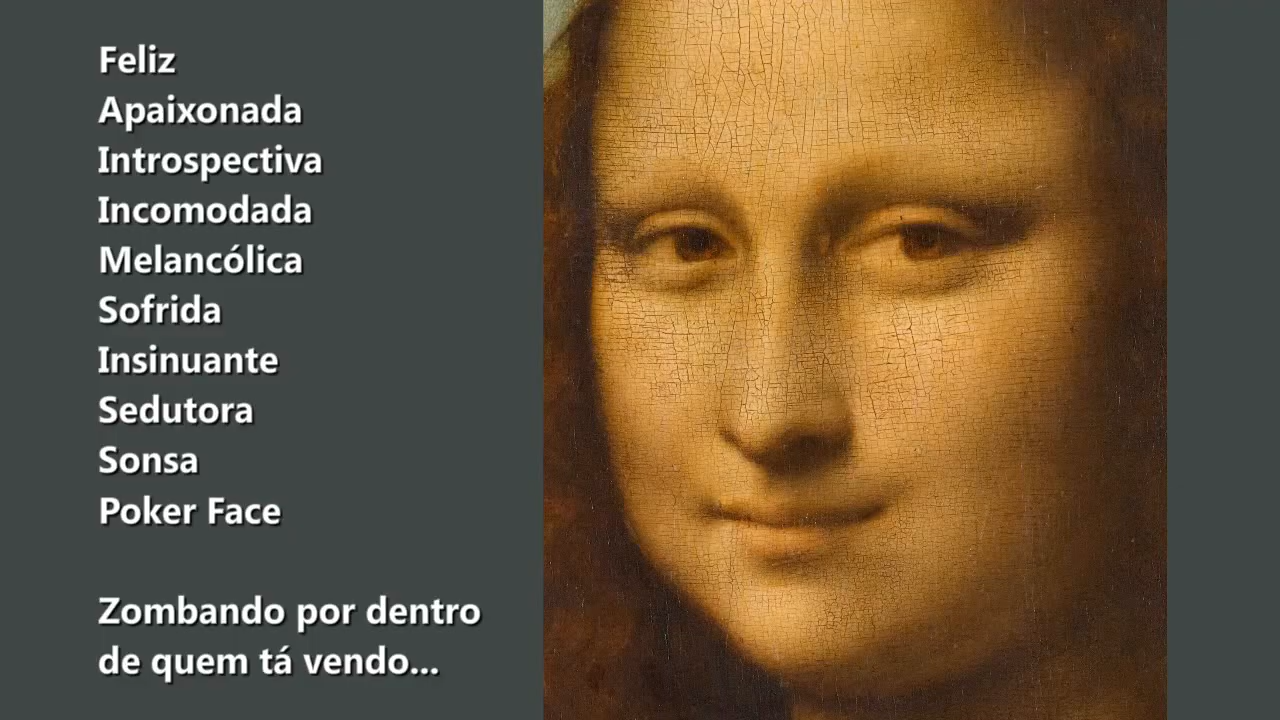 Feliz
Apaixonada
Introspectiva
Incomodada
Melancólica
Sofrida
Insinuante
Sedutora
Sonsa
Poker Face
Zombando por dentro
de quem tá vendo...